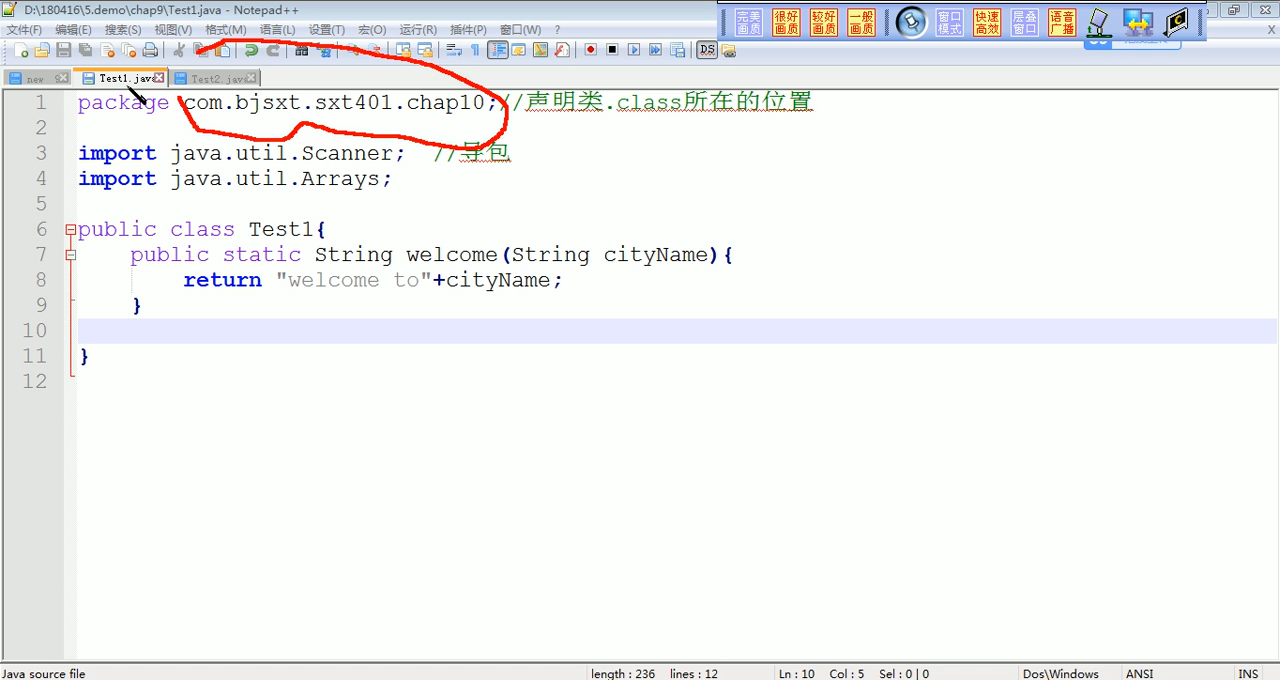 D:\180416\5.demo\chap9\Test1.java - Notepad++
完美画质 很好画质 较好画质 一般画质 窗口模式 快速高效 层叠窗口 语音广播
文件(F) 编辑(E) 搜索(S) 视图(V) 格式(M) 语言(L) 设置(T) 宏(O) 运行(R) 插件(P) 窗口(W) ? X
DS
new Test1.java Test2.java
1 package com.bjsxt.sxt401.chap10;//声明类.class所在的位置
2
3 import java.util.Scanner; //导包
4 import java.util.Arrays;
5
6 public class Test1{
7 public static String welcome(String cityName){
8 return "welcome to"+cityName;
9 }
10
11 }
12
Java source file length : 236 lines : 12 Ln : 10 Col : 5 Sel : 0 | 0 Dos\Windows ANSI INS